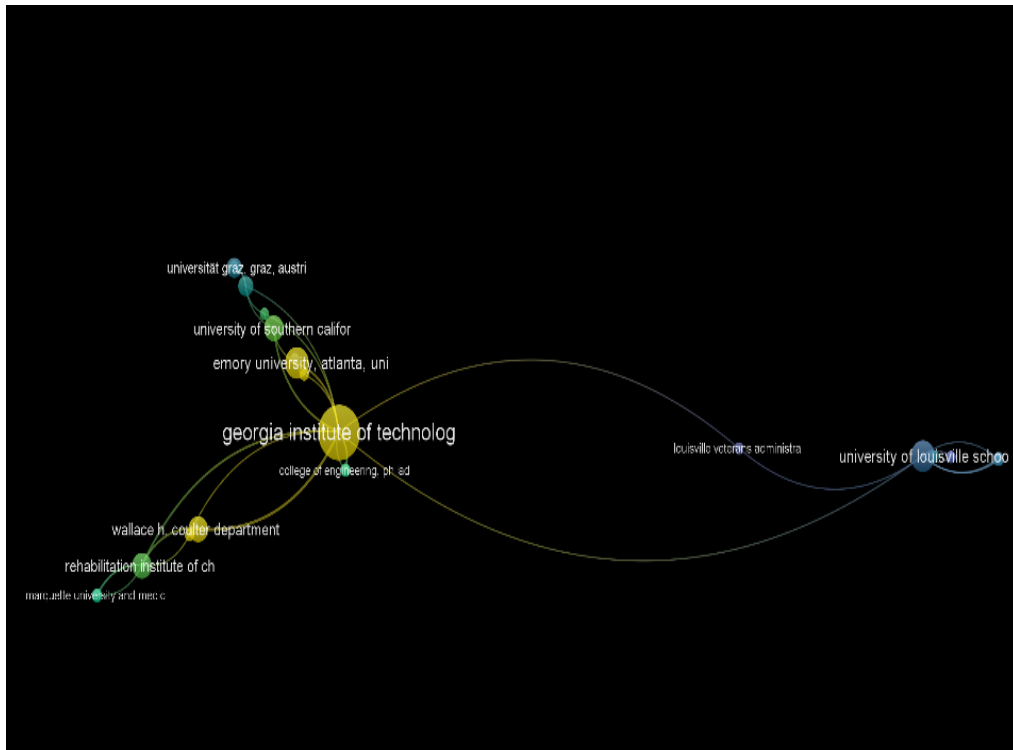 universität graz, graz, austri
university of southern califor
emory university, atlanta, uni
georgia institute of technolog
louisville veterans administra
university of louisville schoo
college of engineering, ph ad
wallace h. coulter department
rehabilitation institute of ch
marquette university and medic